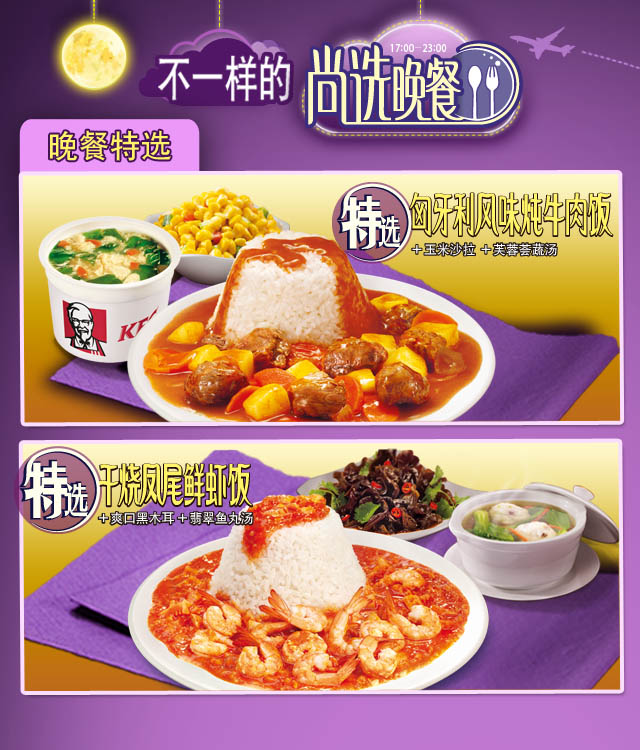 不一样的
17:00-23:00
尚选晚餐
晚餐特选
特选
匈牙利风味炖牛肉饭
+玉米沙拉 +芙蓉荟蔬汤
KFC
特选
干烧凤尾鲜虾饭
+爽口黑木耳+翡翠鱼丸汤